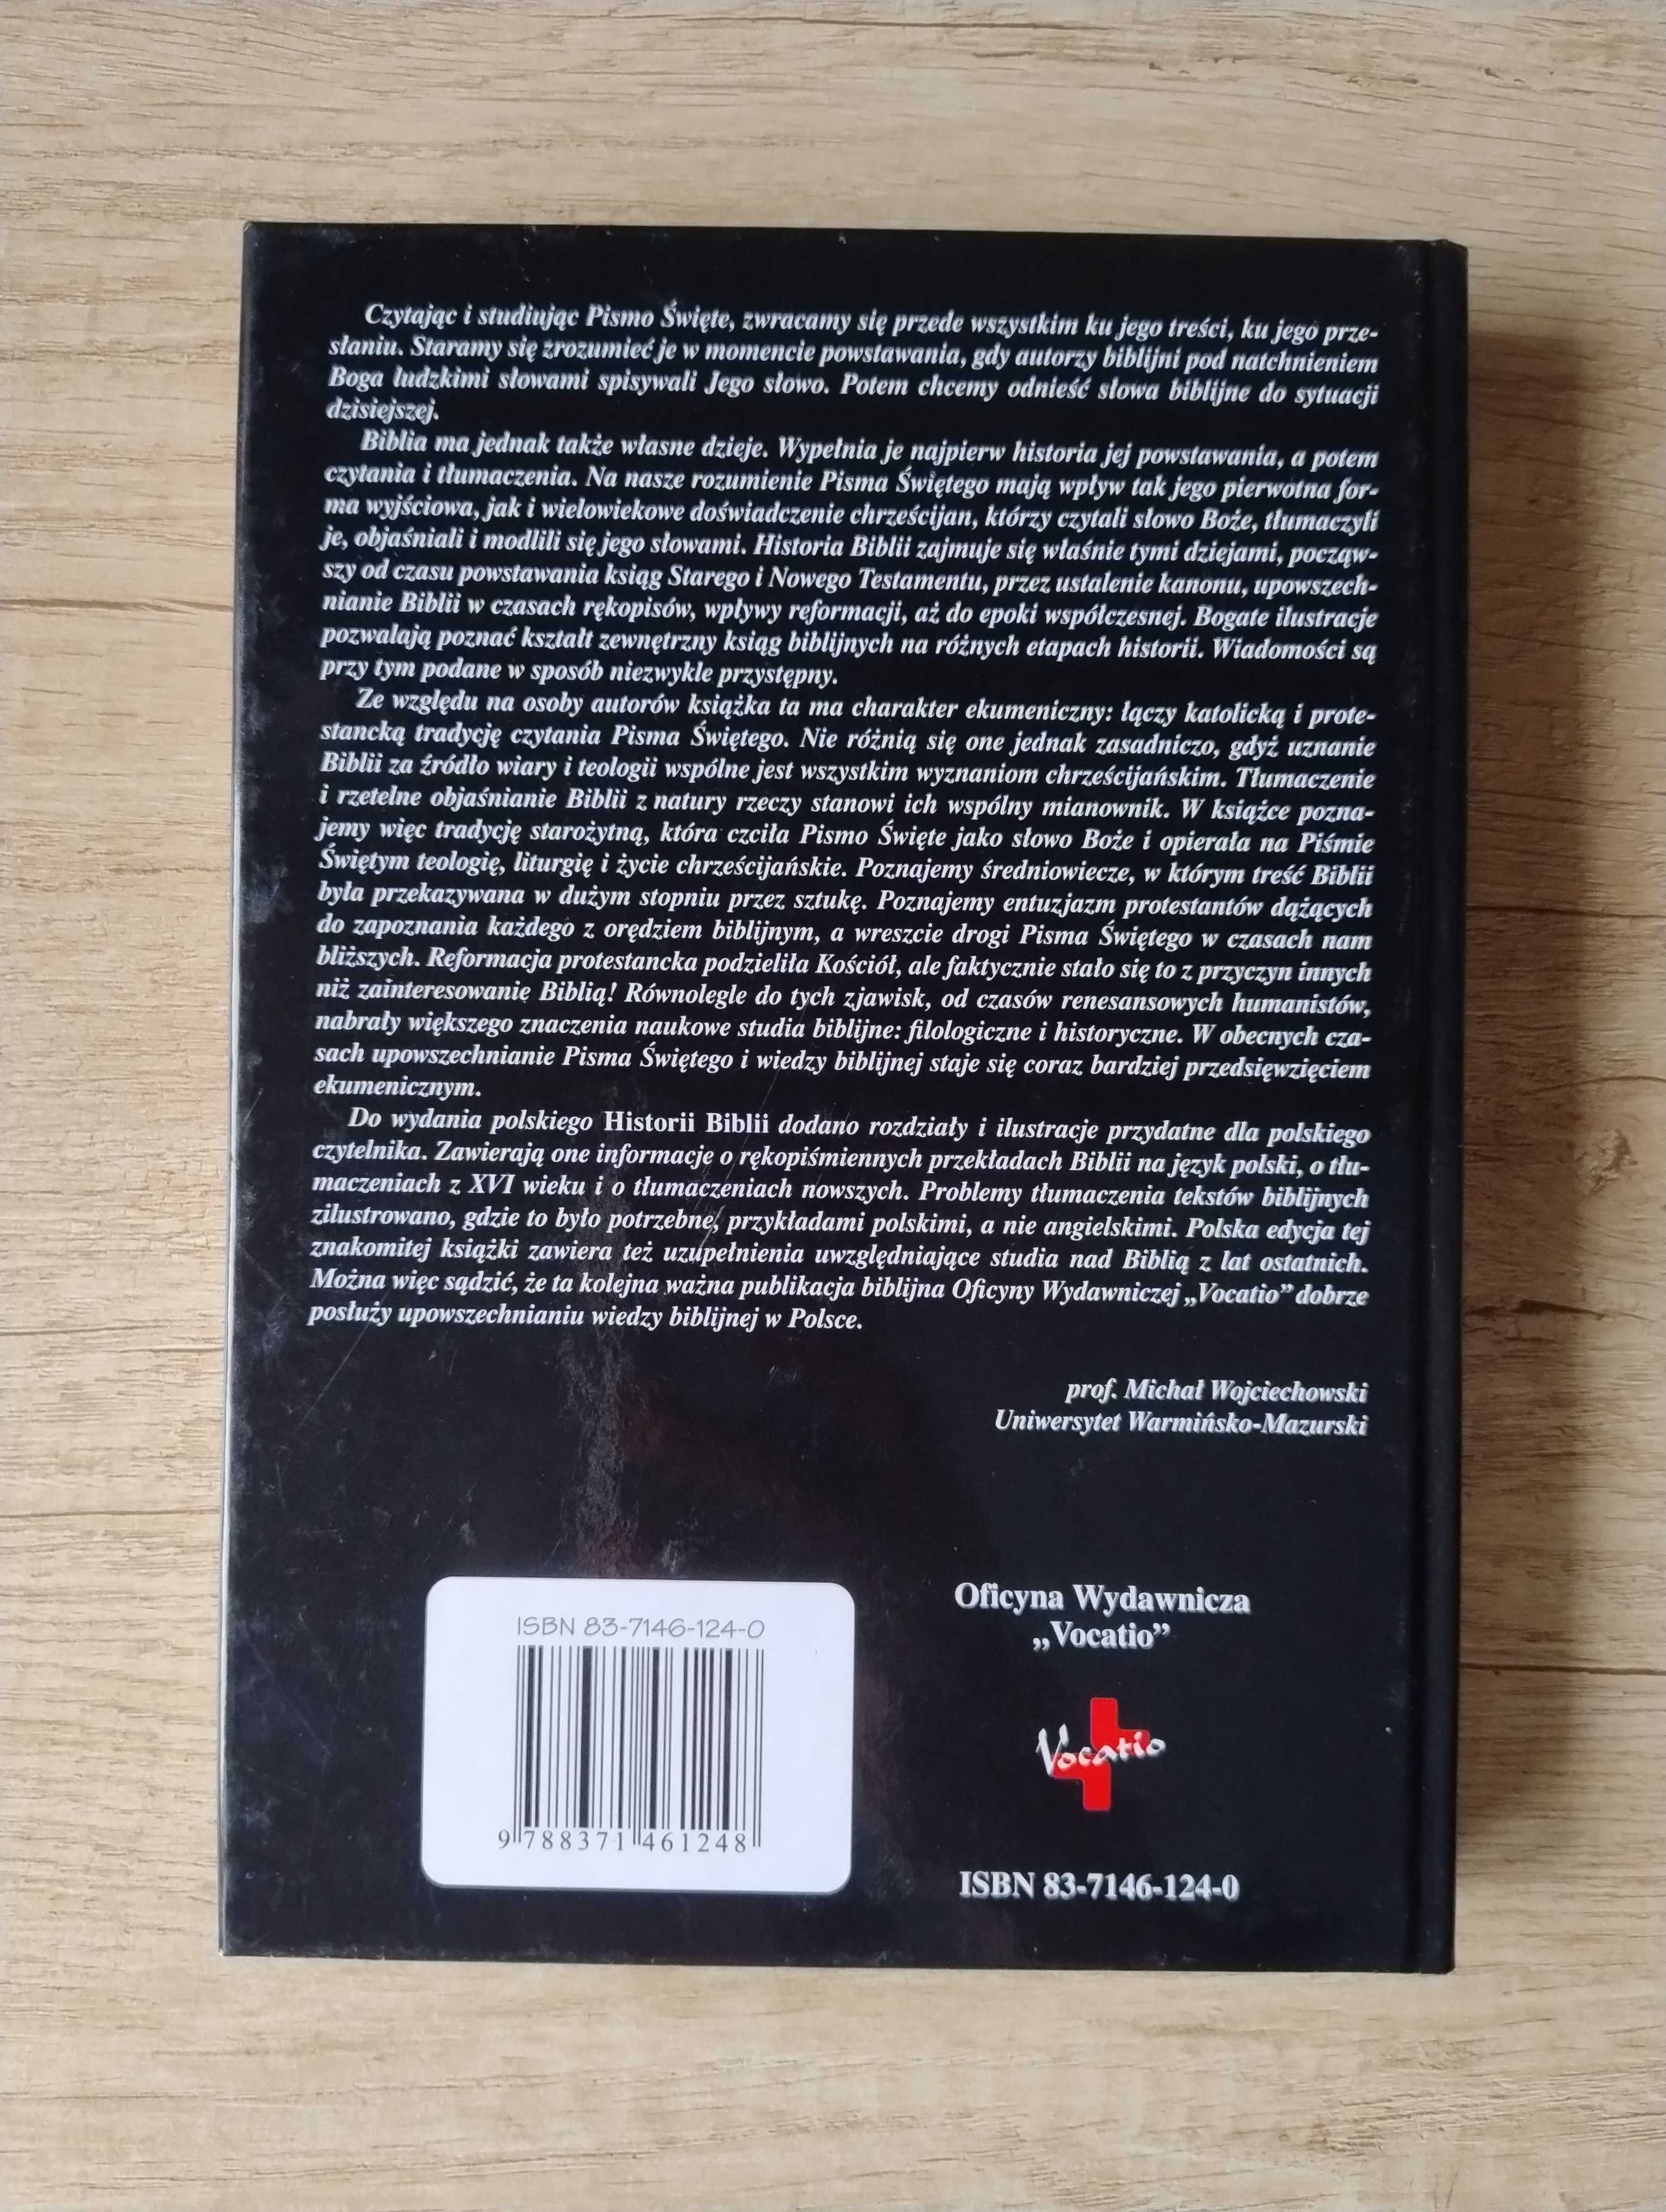 Czytając i studiując Pismo Święte, zwracamy się przede wszystkim ku jego treści, ku jego prze-
słaniu. Staramy się zrozumieć je w momencie powstawania, gdy autorzy biblijni pod natchnieniem
Boga ludzkimi słowami spisywali Jego słowo. Potem chcemy odnieść słowa biblijne do sytuacji
dzisiejszej.
Biblia ma jednak także własne dzieje. Wypełnia je najpierw historia jej powstawania, a potem
czytania i tłumaczenia. Na nasze rozumienie Pisma Świętego mają wpływ tak jego pierwotna for-
ma wyjściowa, jak i wielowiekowe doświadczenie chrześcijan, którzy czytali słowo Boże, tłumaczyli
je, objaśniali i modlili się jego słowami. Historia Biblii zajmuje się właśnie tymi dziejami, począw-
szy od czasu powstawania ksiąg Starego i Nowego Testamentu, przez ustalenie kanonu, upowszech-
nianie Biblii w czasach rękopisów, wpływy reformacji, aż do epoki współczesnej. Bogate ilustracje
pozwalają poznać kształt zewnętrzny ksiąg biblijnych na różnych etapach historii. Wiadomości są
przy tym podane w sposób niezwykle przystępny.
Ze względu na osoby autorów książka ta ma charakter ekumeniczny: łączy katolicką i prote-
stancką tradycję czytania Pisma Świętego. Nie różnią się one jednak zasadniczo, gdyż uznanie
Biblii za źródło wiary i teologii wspólne jest wszystkim wyznaniom chrześcijańskim. Tłumaczenie
i rzetelne objaśnianie Biblii z natury rzeczy stanowi ich wspólny mianownik. W książce pozna-
jemy więc tradycję starożytną, która czciła Pismo Święte jako słowo Boże i opierała na Piśmie
Świętym teologię, liturgię i życie chrześcijańskie. Poznajemy średniowiecze, w którym treść Biblii
była przekazywana w dużym stopniu przez sztukę. Poznajemy entuzjazm protestantów dążących
do zapoznania każdego z orędziem biblijnym, a wreszcie drogi Pisma Świętego w czasach nam
bliższych. Reformacja protestancka podzieliła Kościół, ale faktycznie stało się to z przyczyn innych
niż zainteresowanie Biblią! Równolegle do tych zjawisk, od czasów renesansowych humanistów,
nabrały większego znaczenia naukowe studia biblijne: filologiczne i historyczne. W obecnych cza-
sach upowszechnianie Pisma Świętego i wiedzy biblijnej staje się coraz bardziej przedsięwzięciem
ekumenicznym.
Do wydania polskiego Historii Biblii dodano rozdziały i ilustracje przydatne dla polskiego
czytelnika. Zawierają one informacje o rękopiśmiennych przekładach Biblii na język polski, o tłu-
maczeniach z XVI wieku i o tłumaczeniach nowszych. Problemy tłumaczenia tekstów biblijnych
zilustrowano, gdzie to było potrzebne, przykładami polskimi, a nie angielskimi. Polska edycja tej
znakomitej książki zawiera też uzupełnienia uwzględniające studia nad Biblią z lat ostatnich.
Można więc sądzić, że ta kolejna ważna publikacja biblijna Oficyny Wydawniczej „Vocatio” dobrze
posłuży upowszechnianiu wiedzy biblijnej w Polsce.
prof. Michał Wojciechowski
Uniwersytet Warmińsko-Mazurski
ISBN 83-7146-124-0
9 788371 461248
Oficyna Wydawnicza
„Vocatio”
Vocatio
ISBN 83-7146-124-0